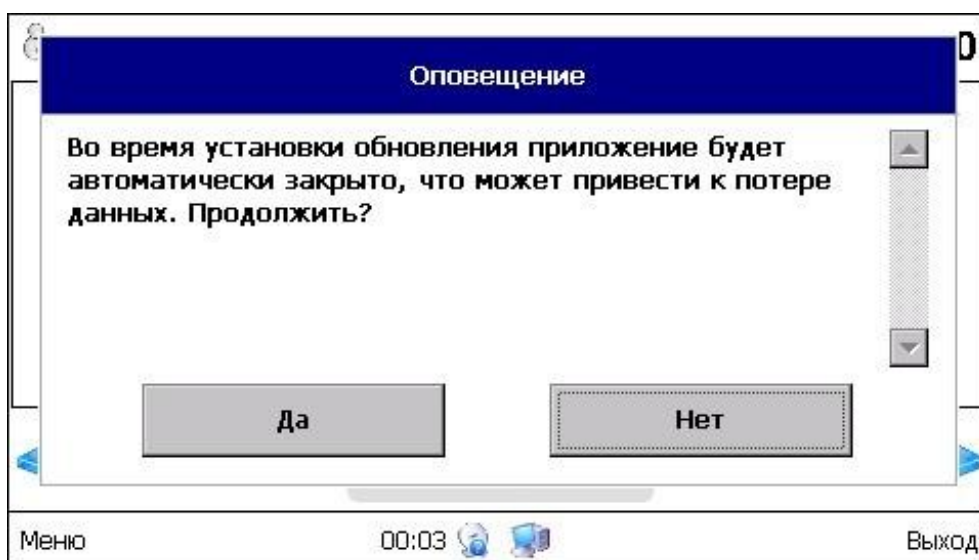 Оповещение
Во время установки обновления приложение будет
автоматически закрыто, что может привести к потере
данных. Продолжить?
Да Нет
Меню 00:03 Выход